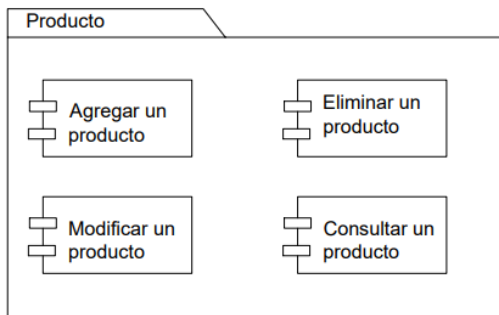 Producto
Agregar un
producto
Eliminar un
producto
Modificar un
producto
Consultar un
producto